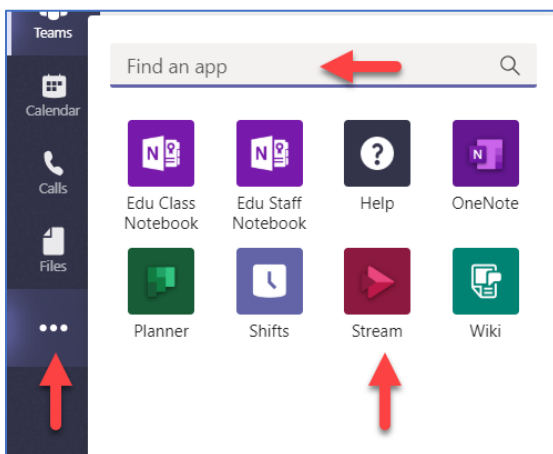 Teams
Calendar
Calls
Files
Find an app
N
N
?
N
Edu Class
Notebook
Edu Staff
Notebook
Help
OneNote
Planner
Shifts
Stream
Wiki